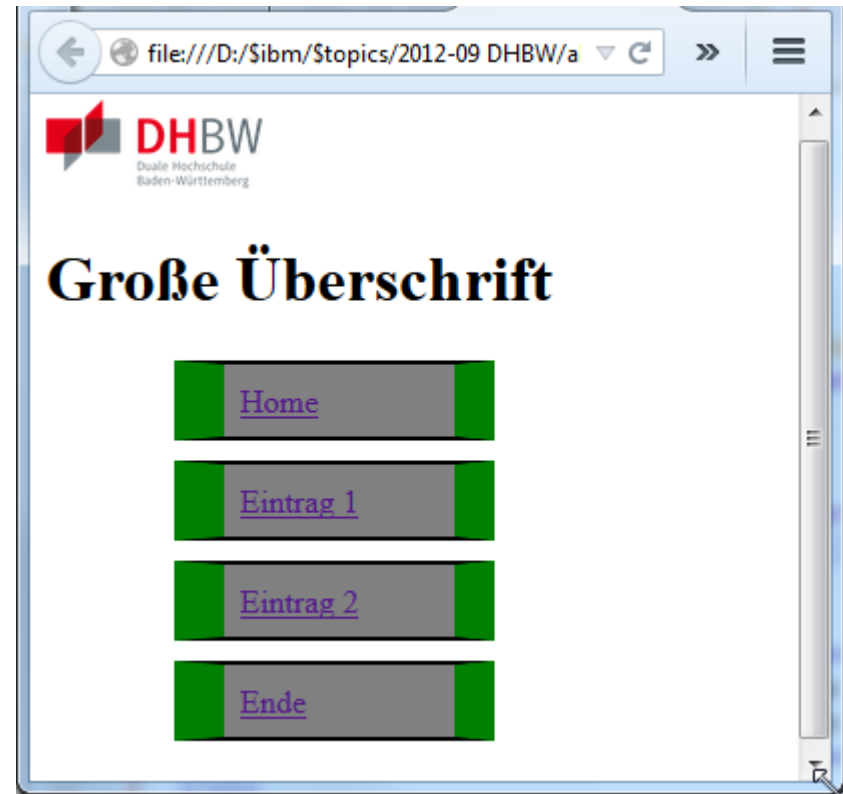 file:///D:/$ibm/$topics/2012-09 DHBW/a
DHBW
Duale Hochschule
Baden-Württemberg
Große Überschrift
Home
Eintrag 1
Eintrag 2
Ende